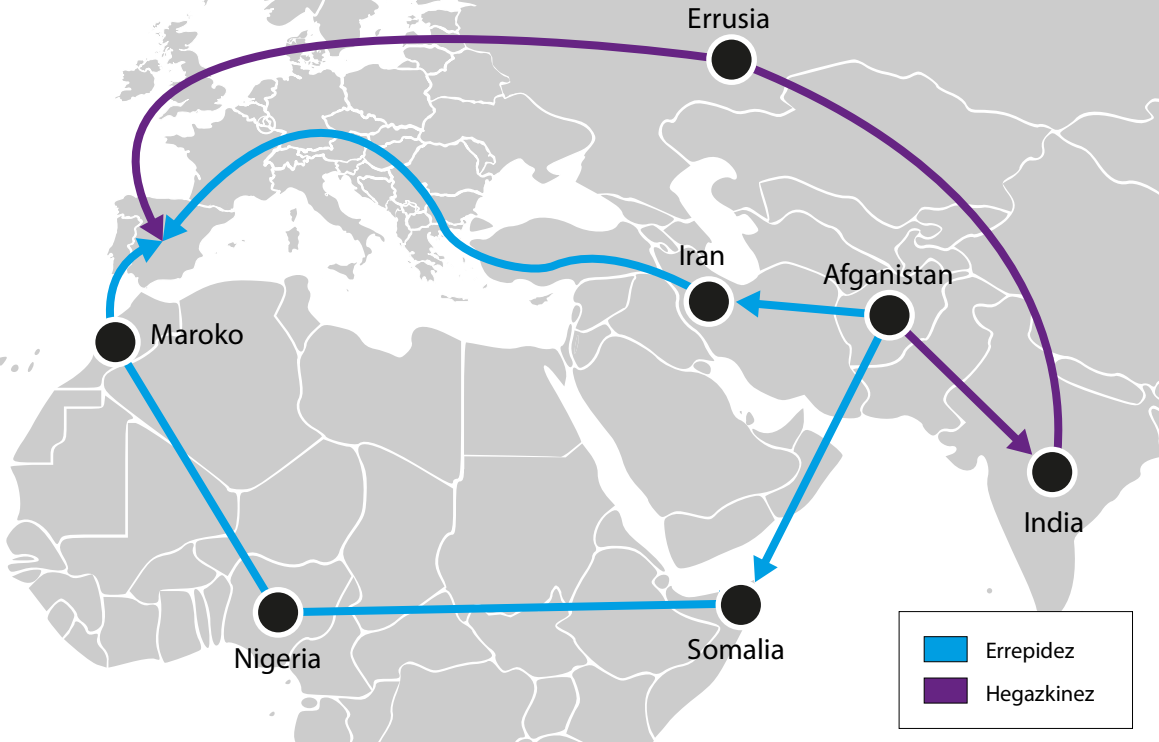 Errusia
Iran
Afganistan
Maroko
India
Nigeria
Somalia
Errepidez
Hegazkinez